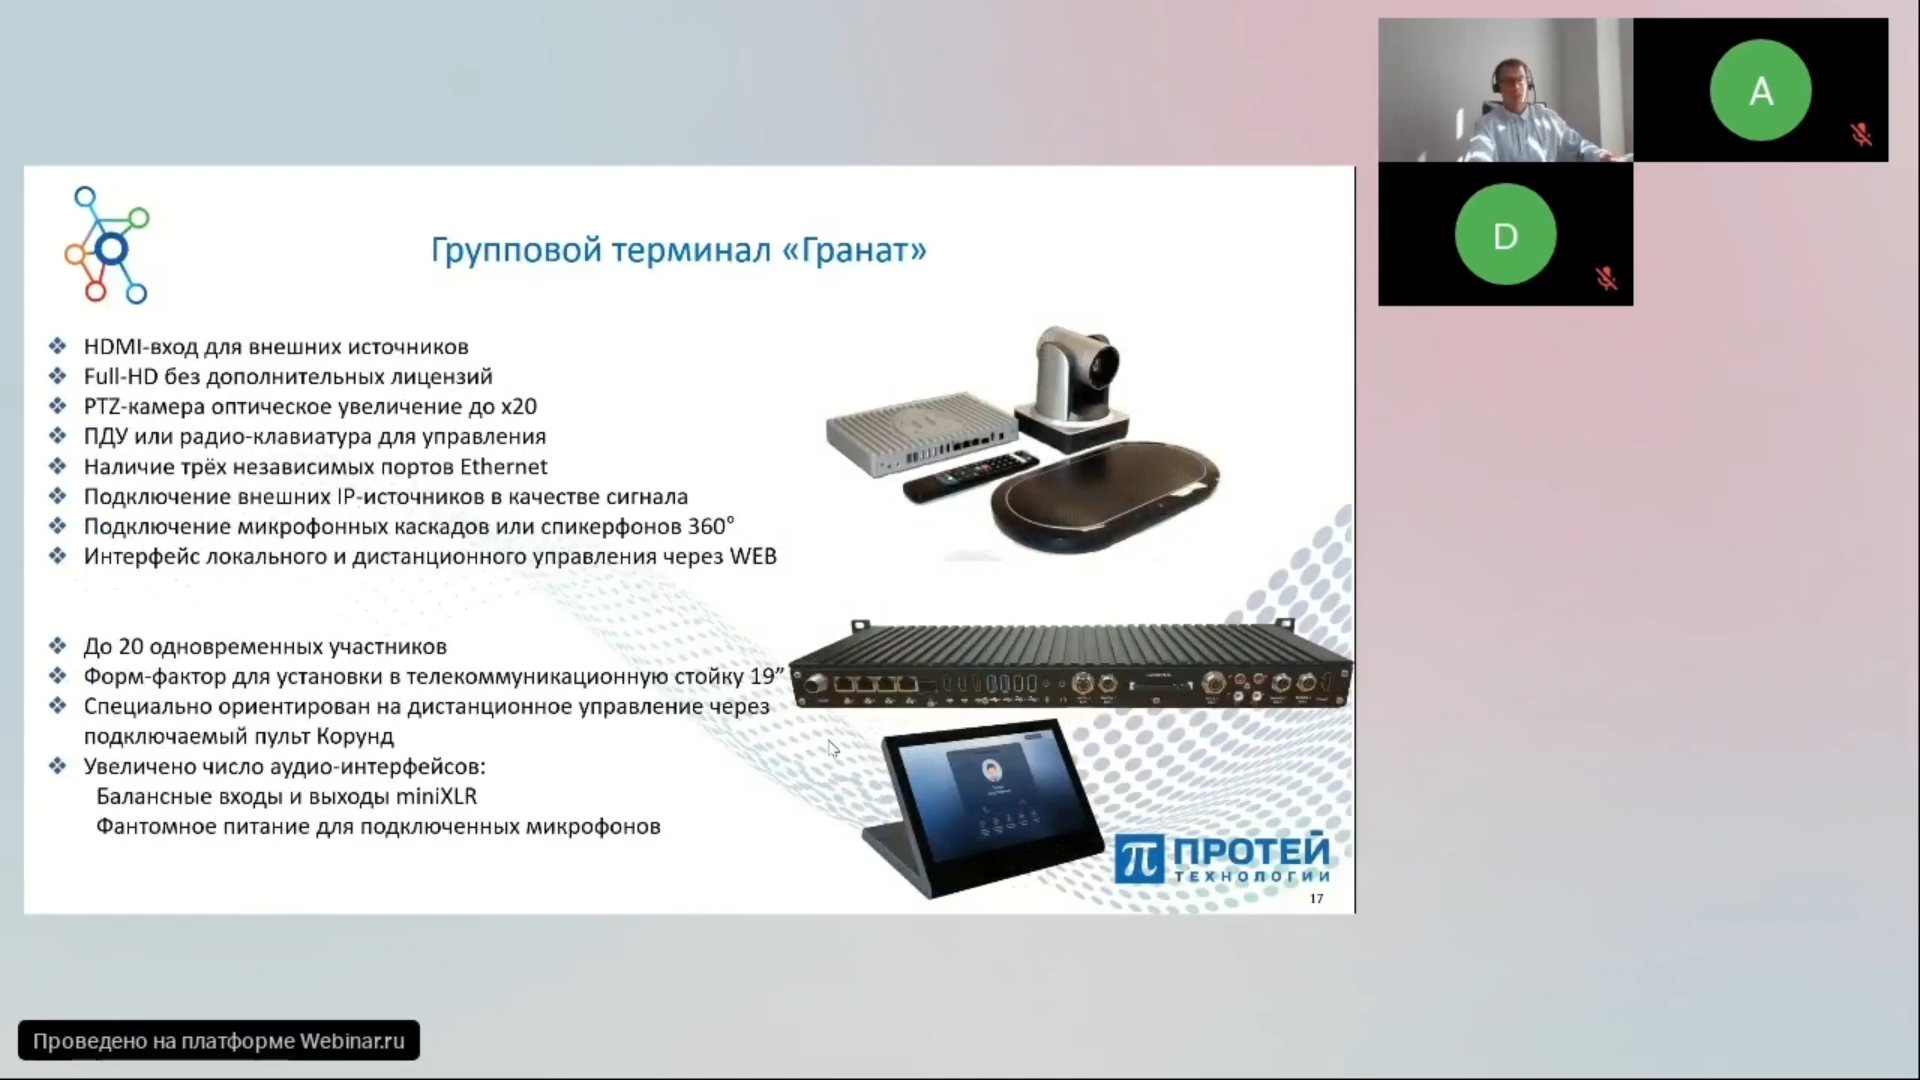 A
D
Групповой терминал «Гранат»
HDMI-вход для внешних источников
Full-HD без дополнительных лицензий
PTZ-камера оптическое увеличение до x20
ПДУ или радио-клавиатура для управления
Наличие трёх независимых портов Ethernet
Подключение внешних IP-источников в качестве сигнала
Подключение микрофонных каскадов или спикерфонов 360°
Интерфейс локального и дистанционного управления через WEB
До 20 одновременных участников
Форм-фактор для установки в телекоммуникационную стойку 19”
Специально ориентирован на дистанционное управление через
подключаемый пульт Корунд
Увеличено число аудио-интерфейсов:
Балансные входы и выходы miniXLR
Фантомное питание для подключенных микрофонов
ПРОТЕЙ
ТЕХНОЛОГИИ
17
Проведено на платформе Webinar.ru